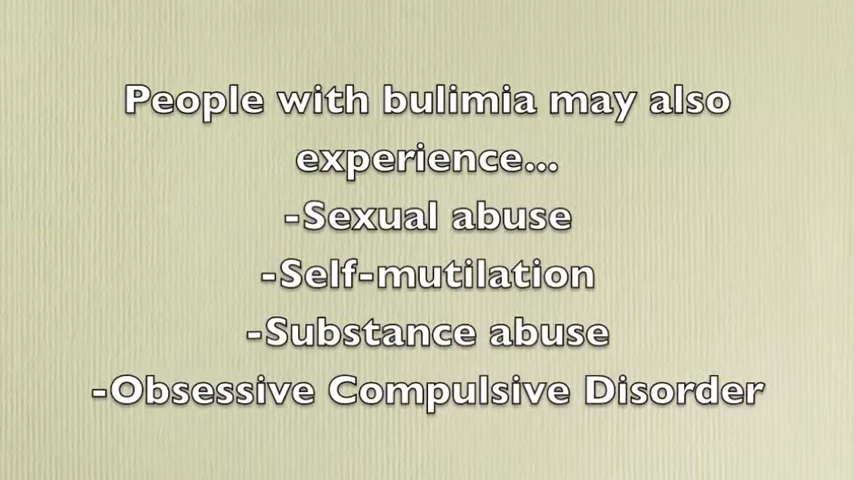 People with bulimia may also
experience...
-Sexual abuse
-Self-mutilation
-Substance abuse
-Obsessive Compulsive Disorder